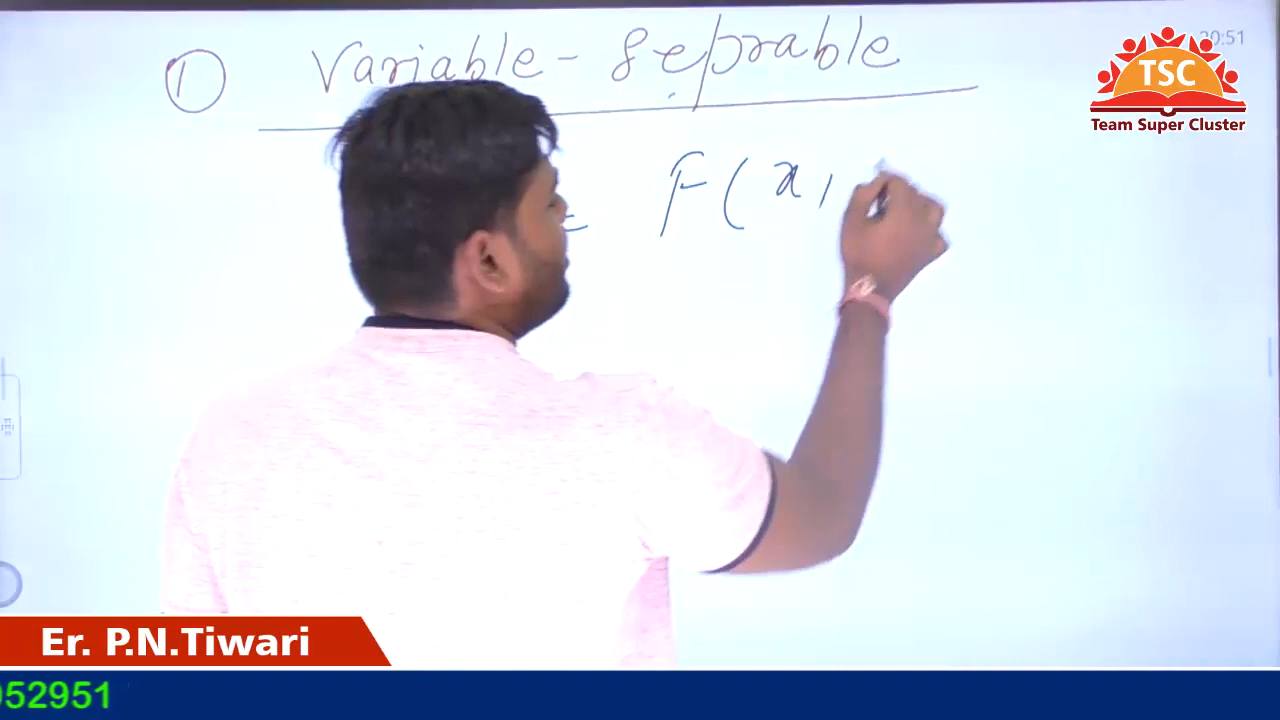 ① Variable - Seprable
20:51
TSC
Team Super Cluster
= F(x,
Er. P.N.Tiwari
52951